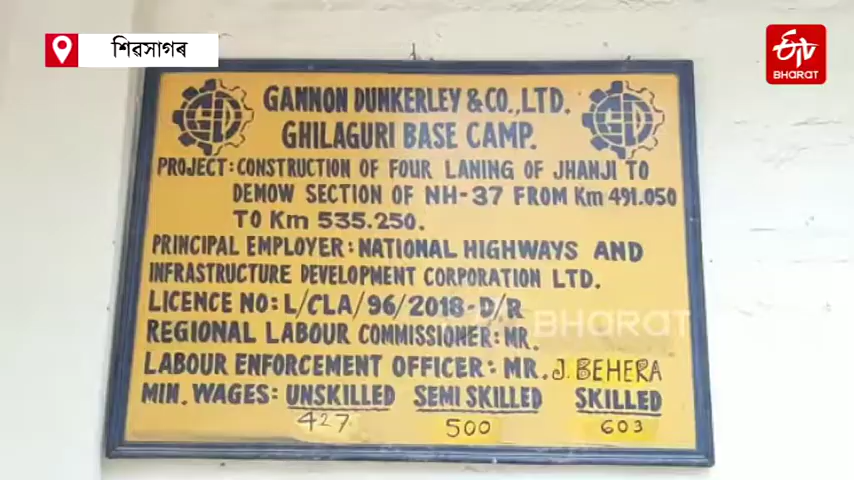 শিৱসাগৰ
ETV
BHARAT
GANNON DUNKERLEY & CO., LTD.
GHILAGURI BASE CAMP.
PROJECT: CONSTRUCTION OF FOUR LANING OF JHANJI TO
DEMOW SECTION OF NH-37 FROM Km 491.050
TO Km 535.250.
PRINCIPAL EMPLOYER: NATIONAL HIGHWAYS AND
INFRASTRUCTURE DEVELOPMENT CORPORATION LTD.
LICENCE NO: L/CLA/96/2018-D/R
REGIONAL LABOUR COMMISSIONER: MR.
LABOUR ENFORCEMENT OFFICER: MR. J. BEHERA
MIN. WAGES: UNSKILLED SEMI SKILLED SKILLED
427 500 603
BHARAT